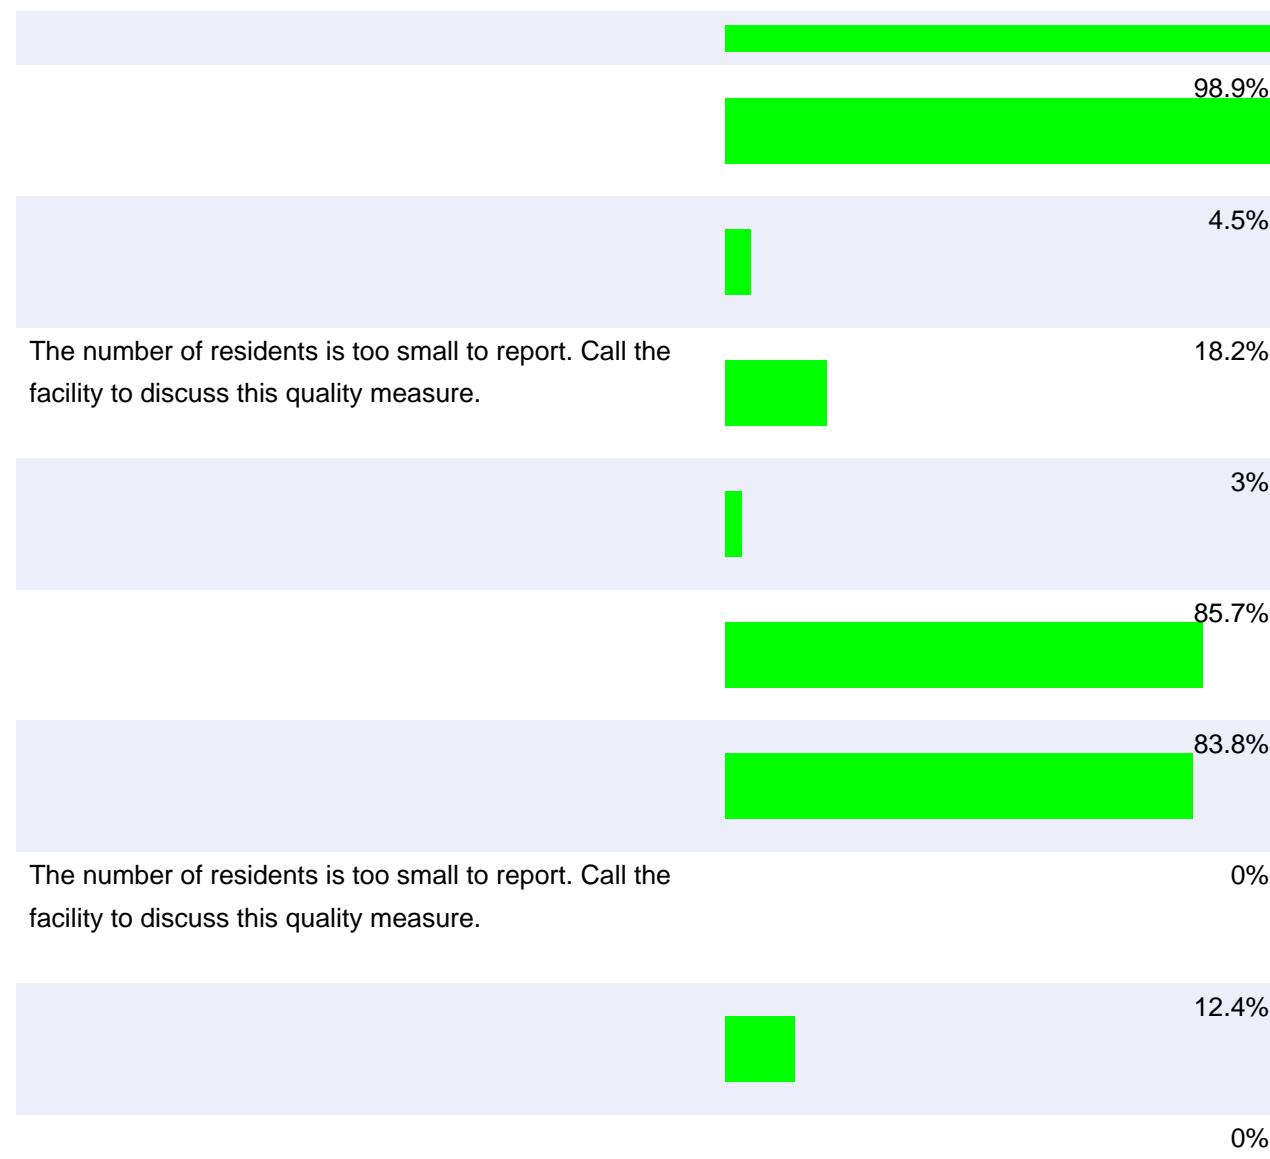 98.9%
4.5%
The number of residents is too small to report. Call the
18.2%
facility to discuss this quality measure.
3%
85.7%
83.8%
The number of residents is too small to report. Call the
0%
facility to discuss this quality measure.
12.4%
0%